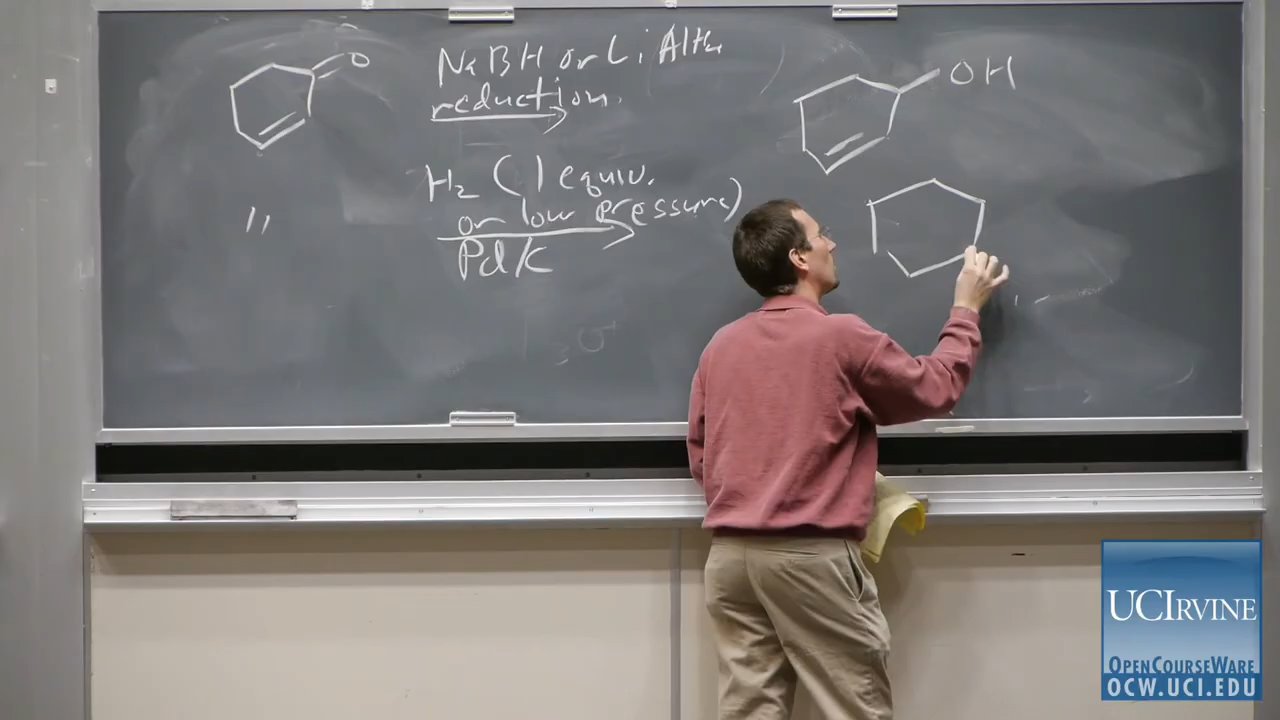 O
NaBH or LiAlH4
reduction.
OH
H2 (1 equiv.
or low pressure)
Pd/C
"
UCIRVINE
OPENCOURSEWARE
OCW.UCI.EDU